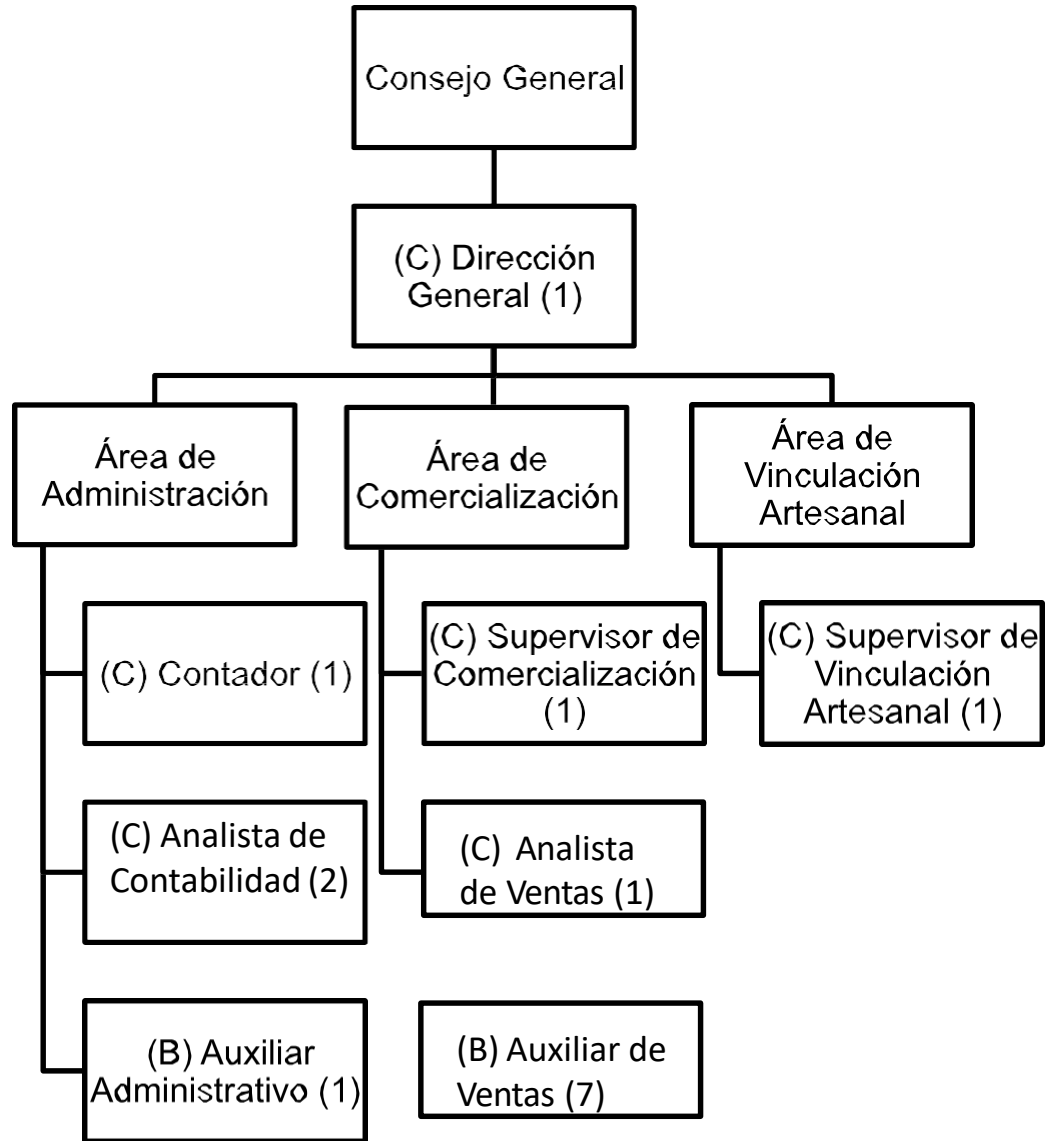 Consejo General
(C) Dirección
General (1)
Área de
Administración
Área de
Comercialización
Área de
Vinculación
Artesanal
(C) Contador (1)
(C) Supervisor de
Comercialización
(1)
(C) Supervisor de
Vinculación
Artesanal (1)
(C) Analista de
Contabilidad (2)
(C) Analista
de Ventas (1)
(B) Auxiliar
Administrativo (1)
(B) Auxiliar de
Ventas (7)